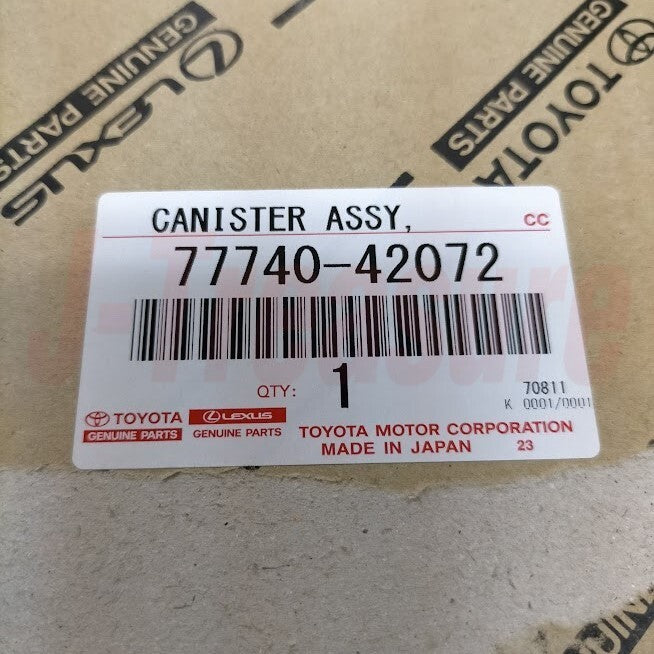 LEXUS
GENUINE PARTS
TOYOTA
GENUINE PARTS
CANISTER ASSY,
CC
77740-42072
QTY: 1
70811
K 0001/0001
TOYOTA
GENUINE PARTS
LEXUS
GENUINE PARTS
TOYOTA MOTOR CORPORATION
MADE IN JAPAN 23
J-Treasure